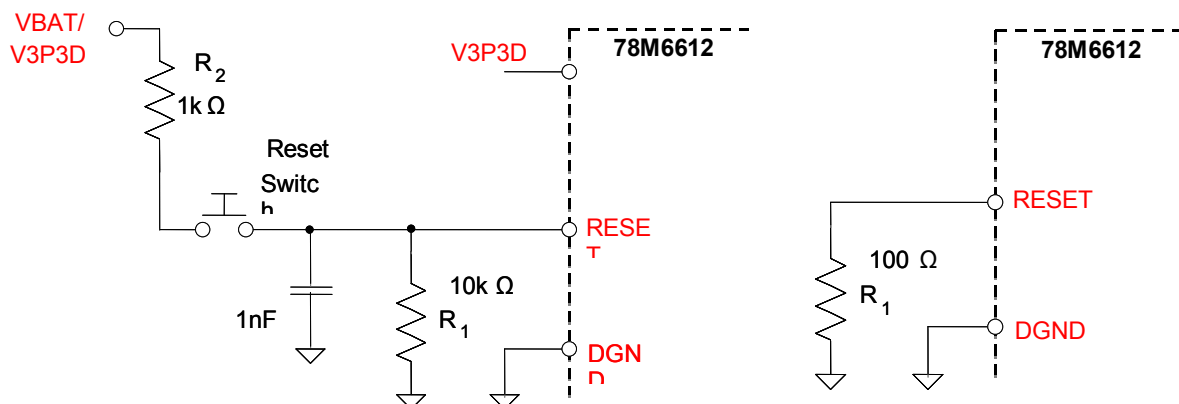 VBAT/
V3P3D
R2
1k Ω
Reset
Switc
h
1nF
10k Ω
R1
V3P3D
78M6612
RESE
T
DGN
D
78M6612
RESET
100 Ω
R1
DGND